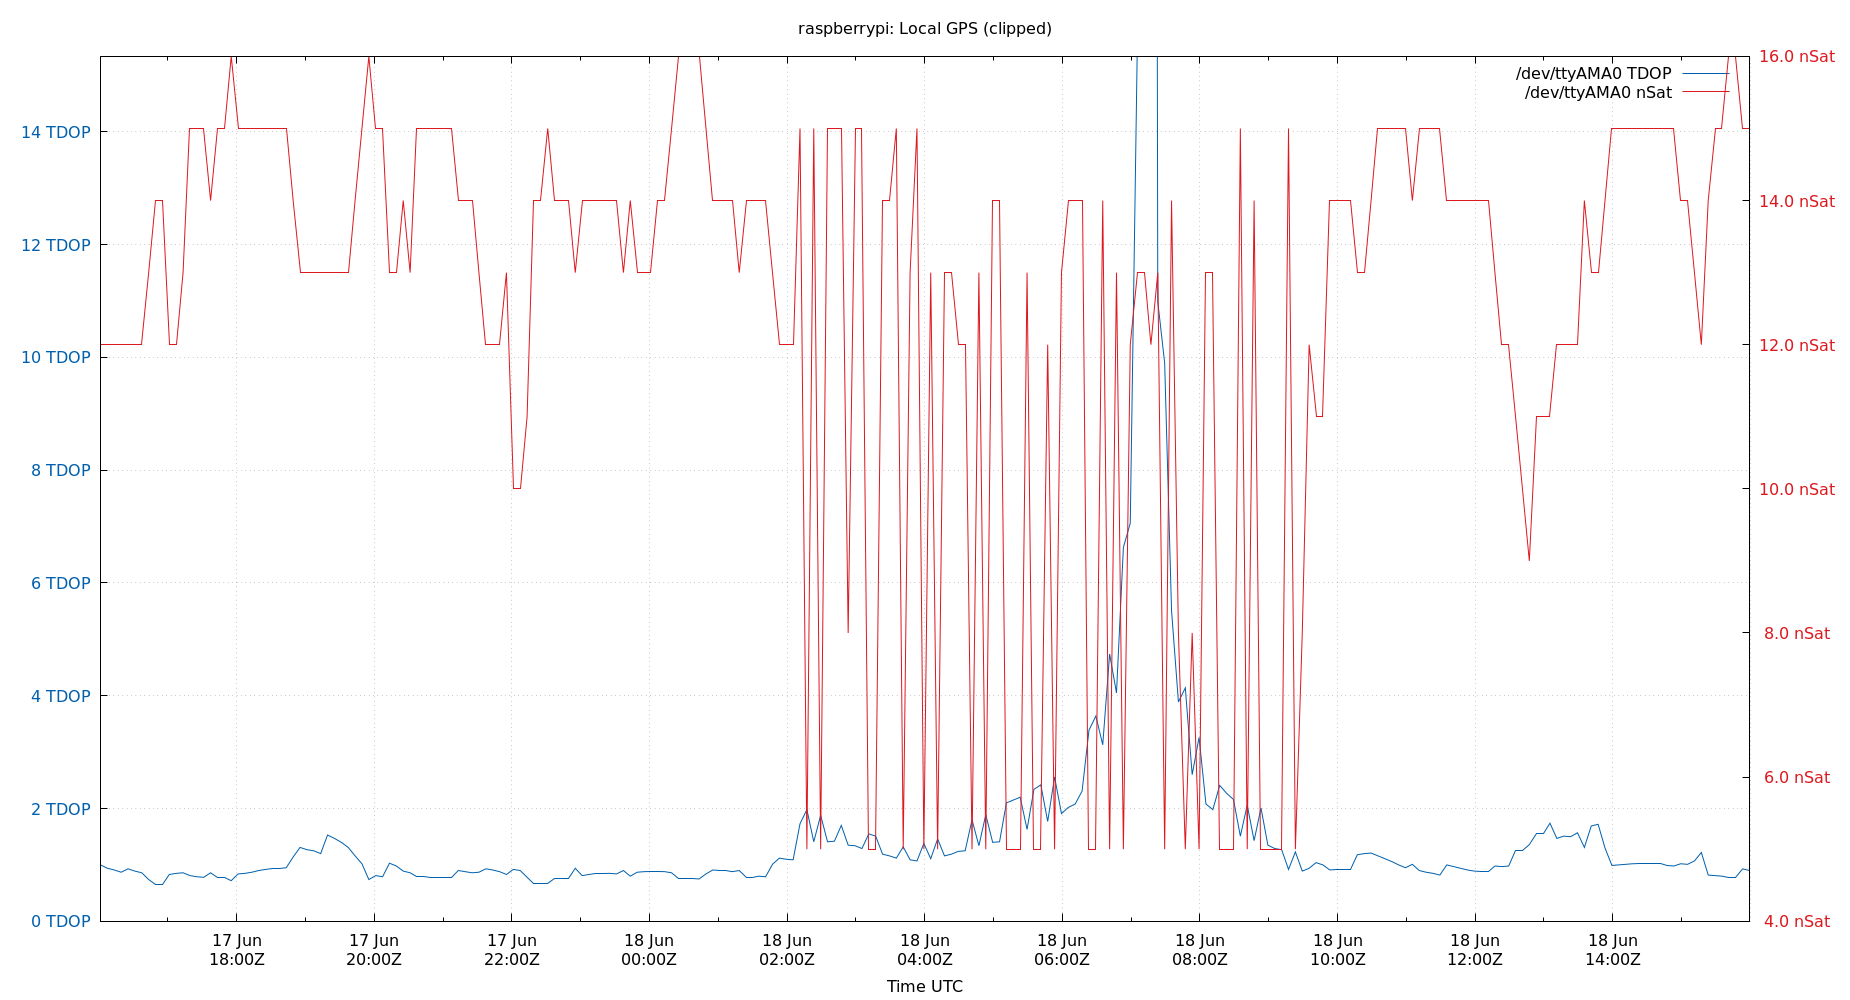 raspberrypi: Local GPS (clipped)
/dev/ttyAMA0 TDOP
/dev/ttyAMA0 nSat
14 TDOP
12 TDOP
10 TDOP
8 TDOP
6 TDOP
4 TDOP
2 TDOP
0 TDOP
16.0 nSat
14.0 nSat
12.0 nSat
10.0 nSat
8.0 nSat
6.0 nSat
4.0 nSat
17 Jun
18:00Z
17 Jun
20:00Z
17 Jun
22:00Z
18 Jun
00:00Z
18 Jun
02:00Z
18 Jun
04:00Z
18 Jun
06:00Z
18 Jun
08:00Z
18 Jun
10:00Z
18 Jun
12:00Z
18 Jun
14:00Z
Time UTC